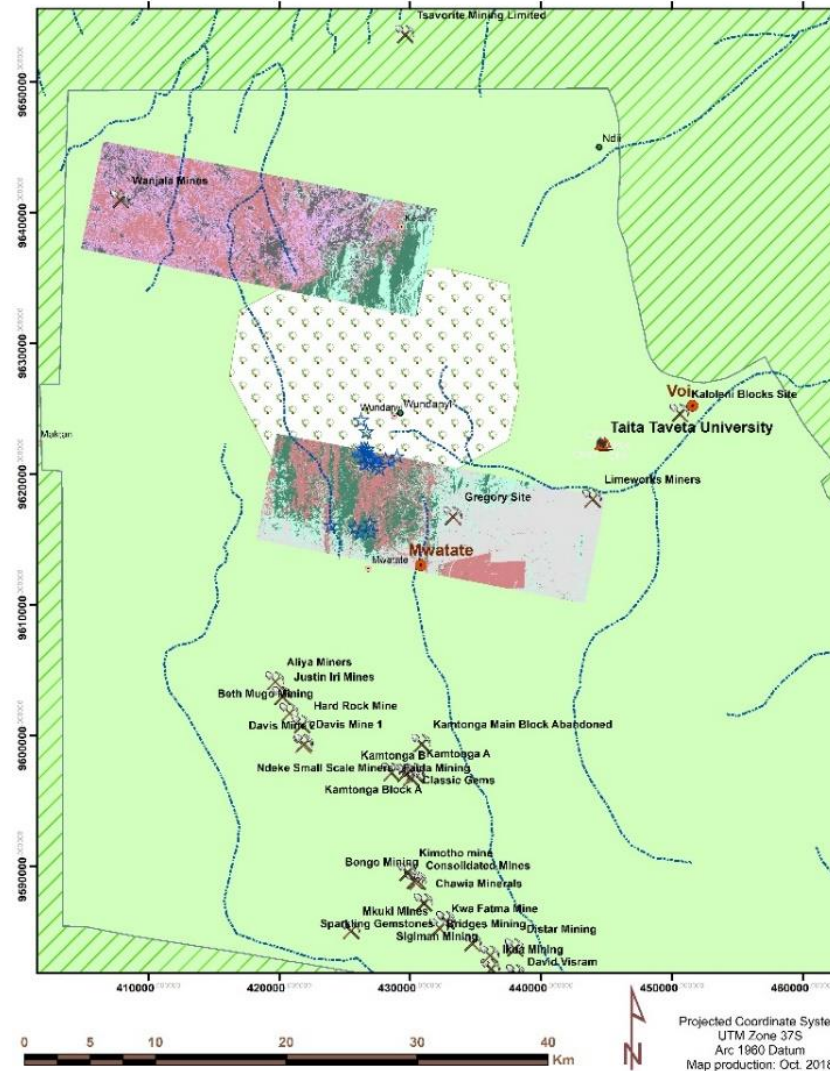 Tsavorite Mining Limited
9650000
Ndii
Wanjala Mines
9640000
9630000
Voi
Kaloleni Blocks Site
Wundanyi
Wundanyi
Taita Taveta University
Maktau
9620000
Limeworks Miners
Gregory Site
Mwatate
Mwatate
9610000
Aliya Miners
Justin Iri Mines
Beth Mugo Mining
Hard Rock Mine
Davis Mine 2
Davis Mine 1
Kamtonga Main Block Abandoned
9600000
Kamtonga B
Kamtonga A
Ndeke Small Scale Miners
Mining
Classic Gems
Kamtonga Block A
Kimotho mine
Bongo Mining
Consolidated Mines
9590000
Chawia Minerals
Mkuki Mines
Kwa Fatma Mine
Sparkling Gemstones
Bridges Mining
Distar Mining
Sigiman Mining
Mining
David Visram
410000
420000
430000
440000
450000
460000
0
5
10
20
30
40
Km
N
Projected Coordinate Syste
UTM Zone 37S
Arc 1960 Datum
Map production: Oct. 2018